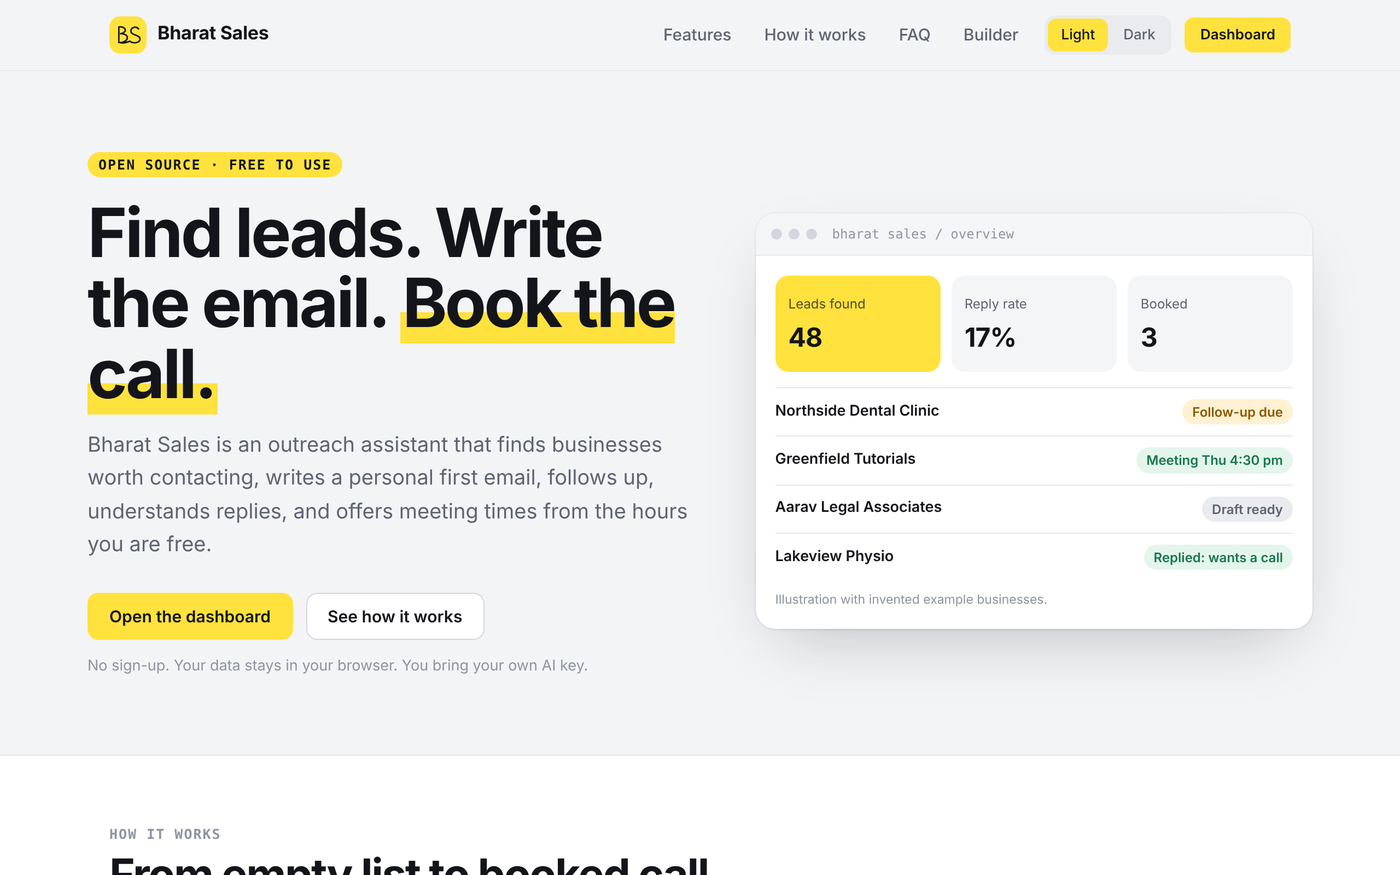 BS Bharat Sales Features How it works FAQ Builder Light Dark Dashboard
OPEN SOURCE · FREE TO USE
Find leads. Write
the email. Book the
call.
Bharat Sales is an outreach assistant that finds businesses
worth contacting, writes a personal first email, follows up,
understands replies, and offers meeting times from the hours
you are free.
Open the dashboard See how it works
No sign-up. Your data stays in your browser. You bring your own AI key.
bharat sales / overview
Leads found Reply rate Booked
48 17% 3
Northside Dental Clinic Follow-up due
Greenfield Tutorials Meeting Thu 4:30 pm
Aarav Legal Associates Draft ready
Lakeview Physio Replied: wants a call
Illustration with invented example businesses.
HOW IT WORKS
From empty list to booked call